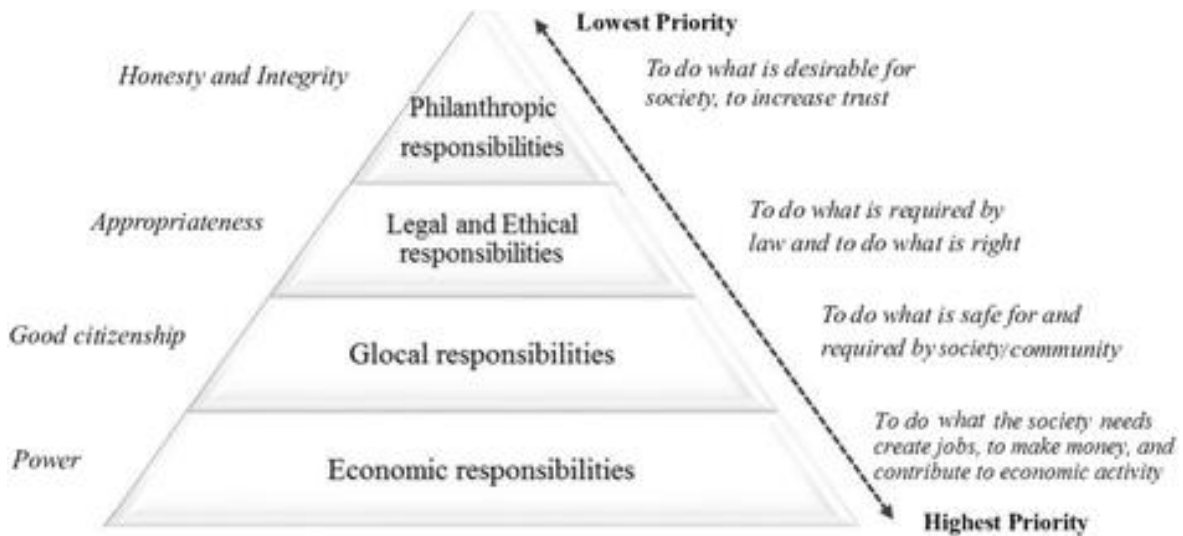 Lowest Priority
Honesty and Integrity
To do what is desirable for
society, to increase trust
Philanthropic
responsibilities
Appropriateness
Legal and Ethical
responsibilities
To do what is required by
law and to do what is right
Good citizenship
Glocal responsibilities
To do what is safe for and
required by society/community
Power
Economic responsibilities
To do what the society needs
create jobs, to make money, and
contribute to economic activity
Highest Priority